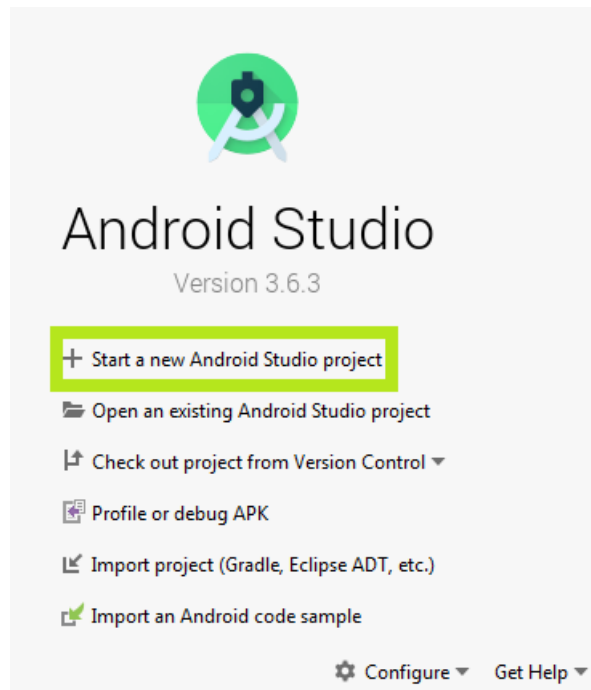 Android Studio
Version 3.6.3
Start a new Android Studio project
Open an existing Android Studio project
Check out project from Version Control
Profile or debug APK
Import project (Gradle, Eclipse ADT, etc.)
Import an Android code sample
Configure Get Help